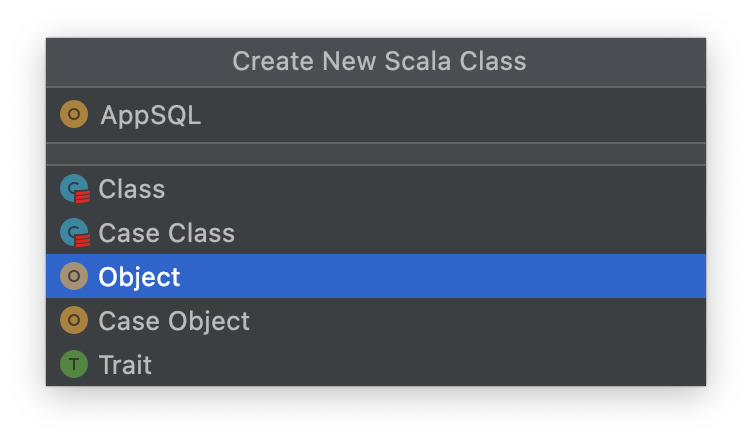 Create New Scala Class
O AppSQL
C Class
C Case Class
O Object
O Case Object
T Trait